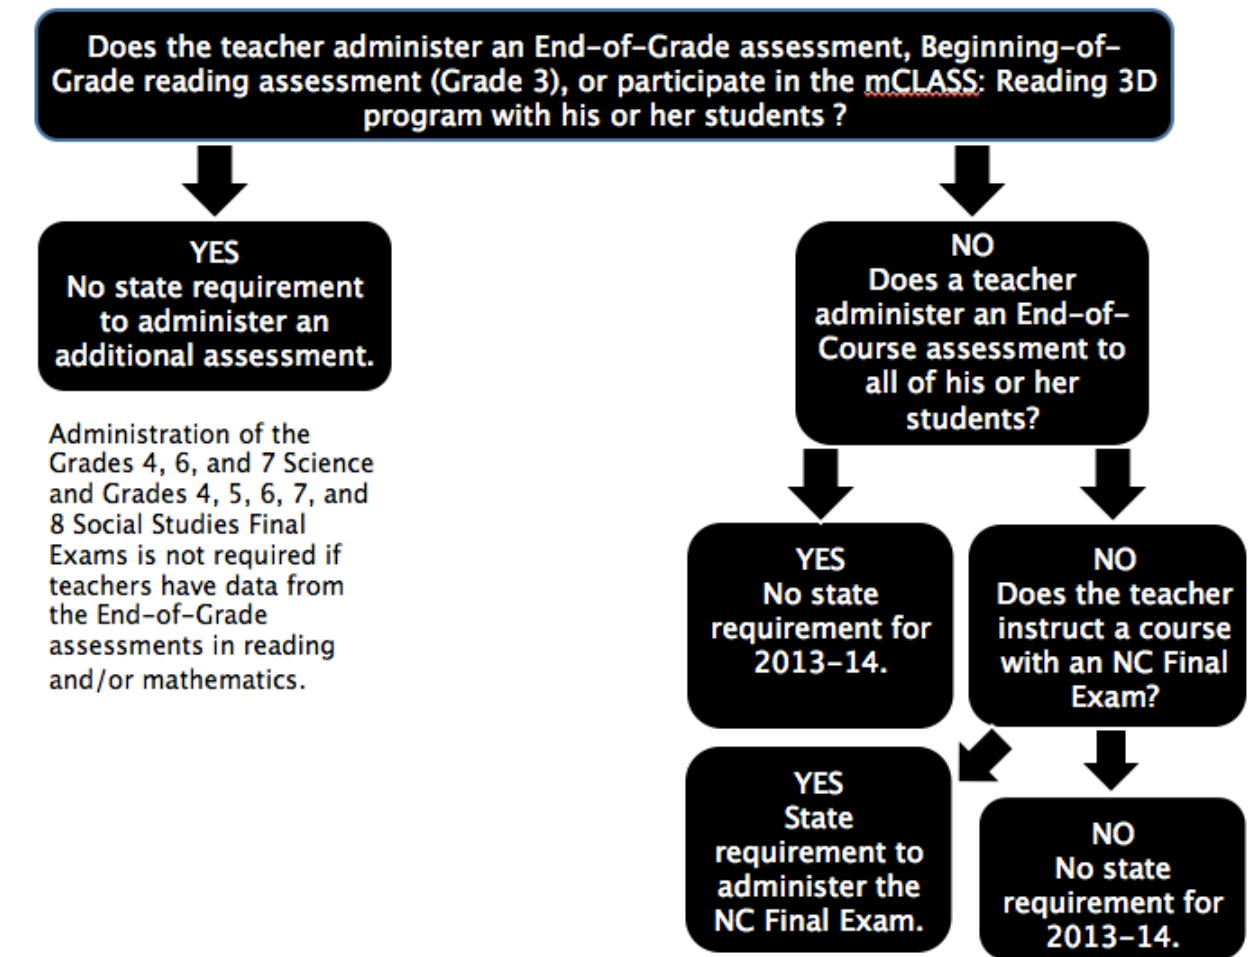 Does the teacher administer an End-of-Grade assessment, Beginning-of-
Grade reading assessment (Grade 3), or participate in the mCLASS: Reading 3D
program with his or her students ?
YES
No state requirement
to administer an
additional assessment.
Administration of the
Grades 4, 6, and 7 Science
and Grades 4, 5, 6, 7, and
8 Social Studies Final
Exams is not required if
teachers have data from
the End-of-Grade
assessments in reading
and/or mathematics.
NO
Does a teacher
administer an End-of-
Course assessment to
all of his or her
students?
YES
No state
requirement for
2013-14.
NO
Does the teacher
instruct a course
with an NC Final
Exam?
YES
State
requirement to
administer the
NC Final Exam.
NO
No state
requirement for
2013-14.